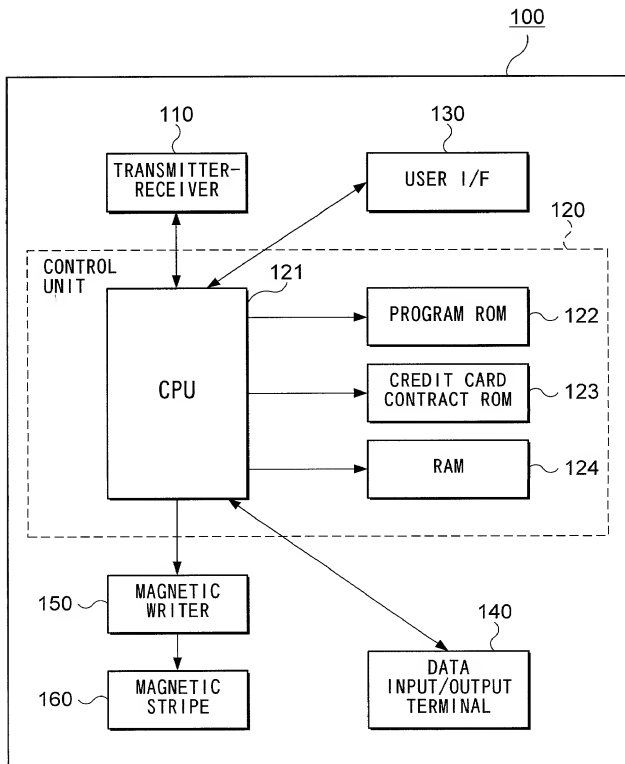 100
110
130
TRANSMITTER-
RECEIVER
USER I/F
120
CONTROL
UNIT
121
CPU
PROGRAM ROM
122
CREDIT CARD
CONTRACT ROM
123
RAM
124
150
MAGNETIC
WRITER
140
160
MAGNETIC
STRIPE
DATA
INPUT/OUTPUT
TERMINAL